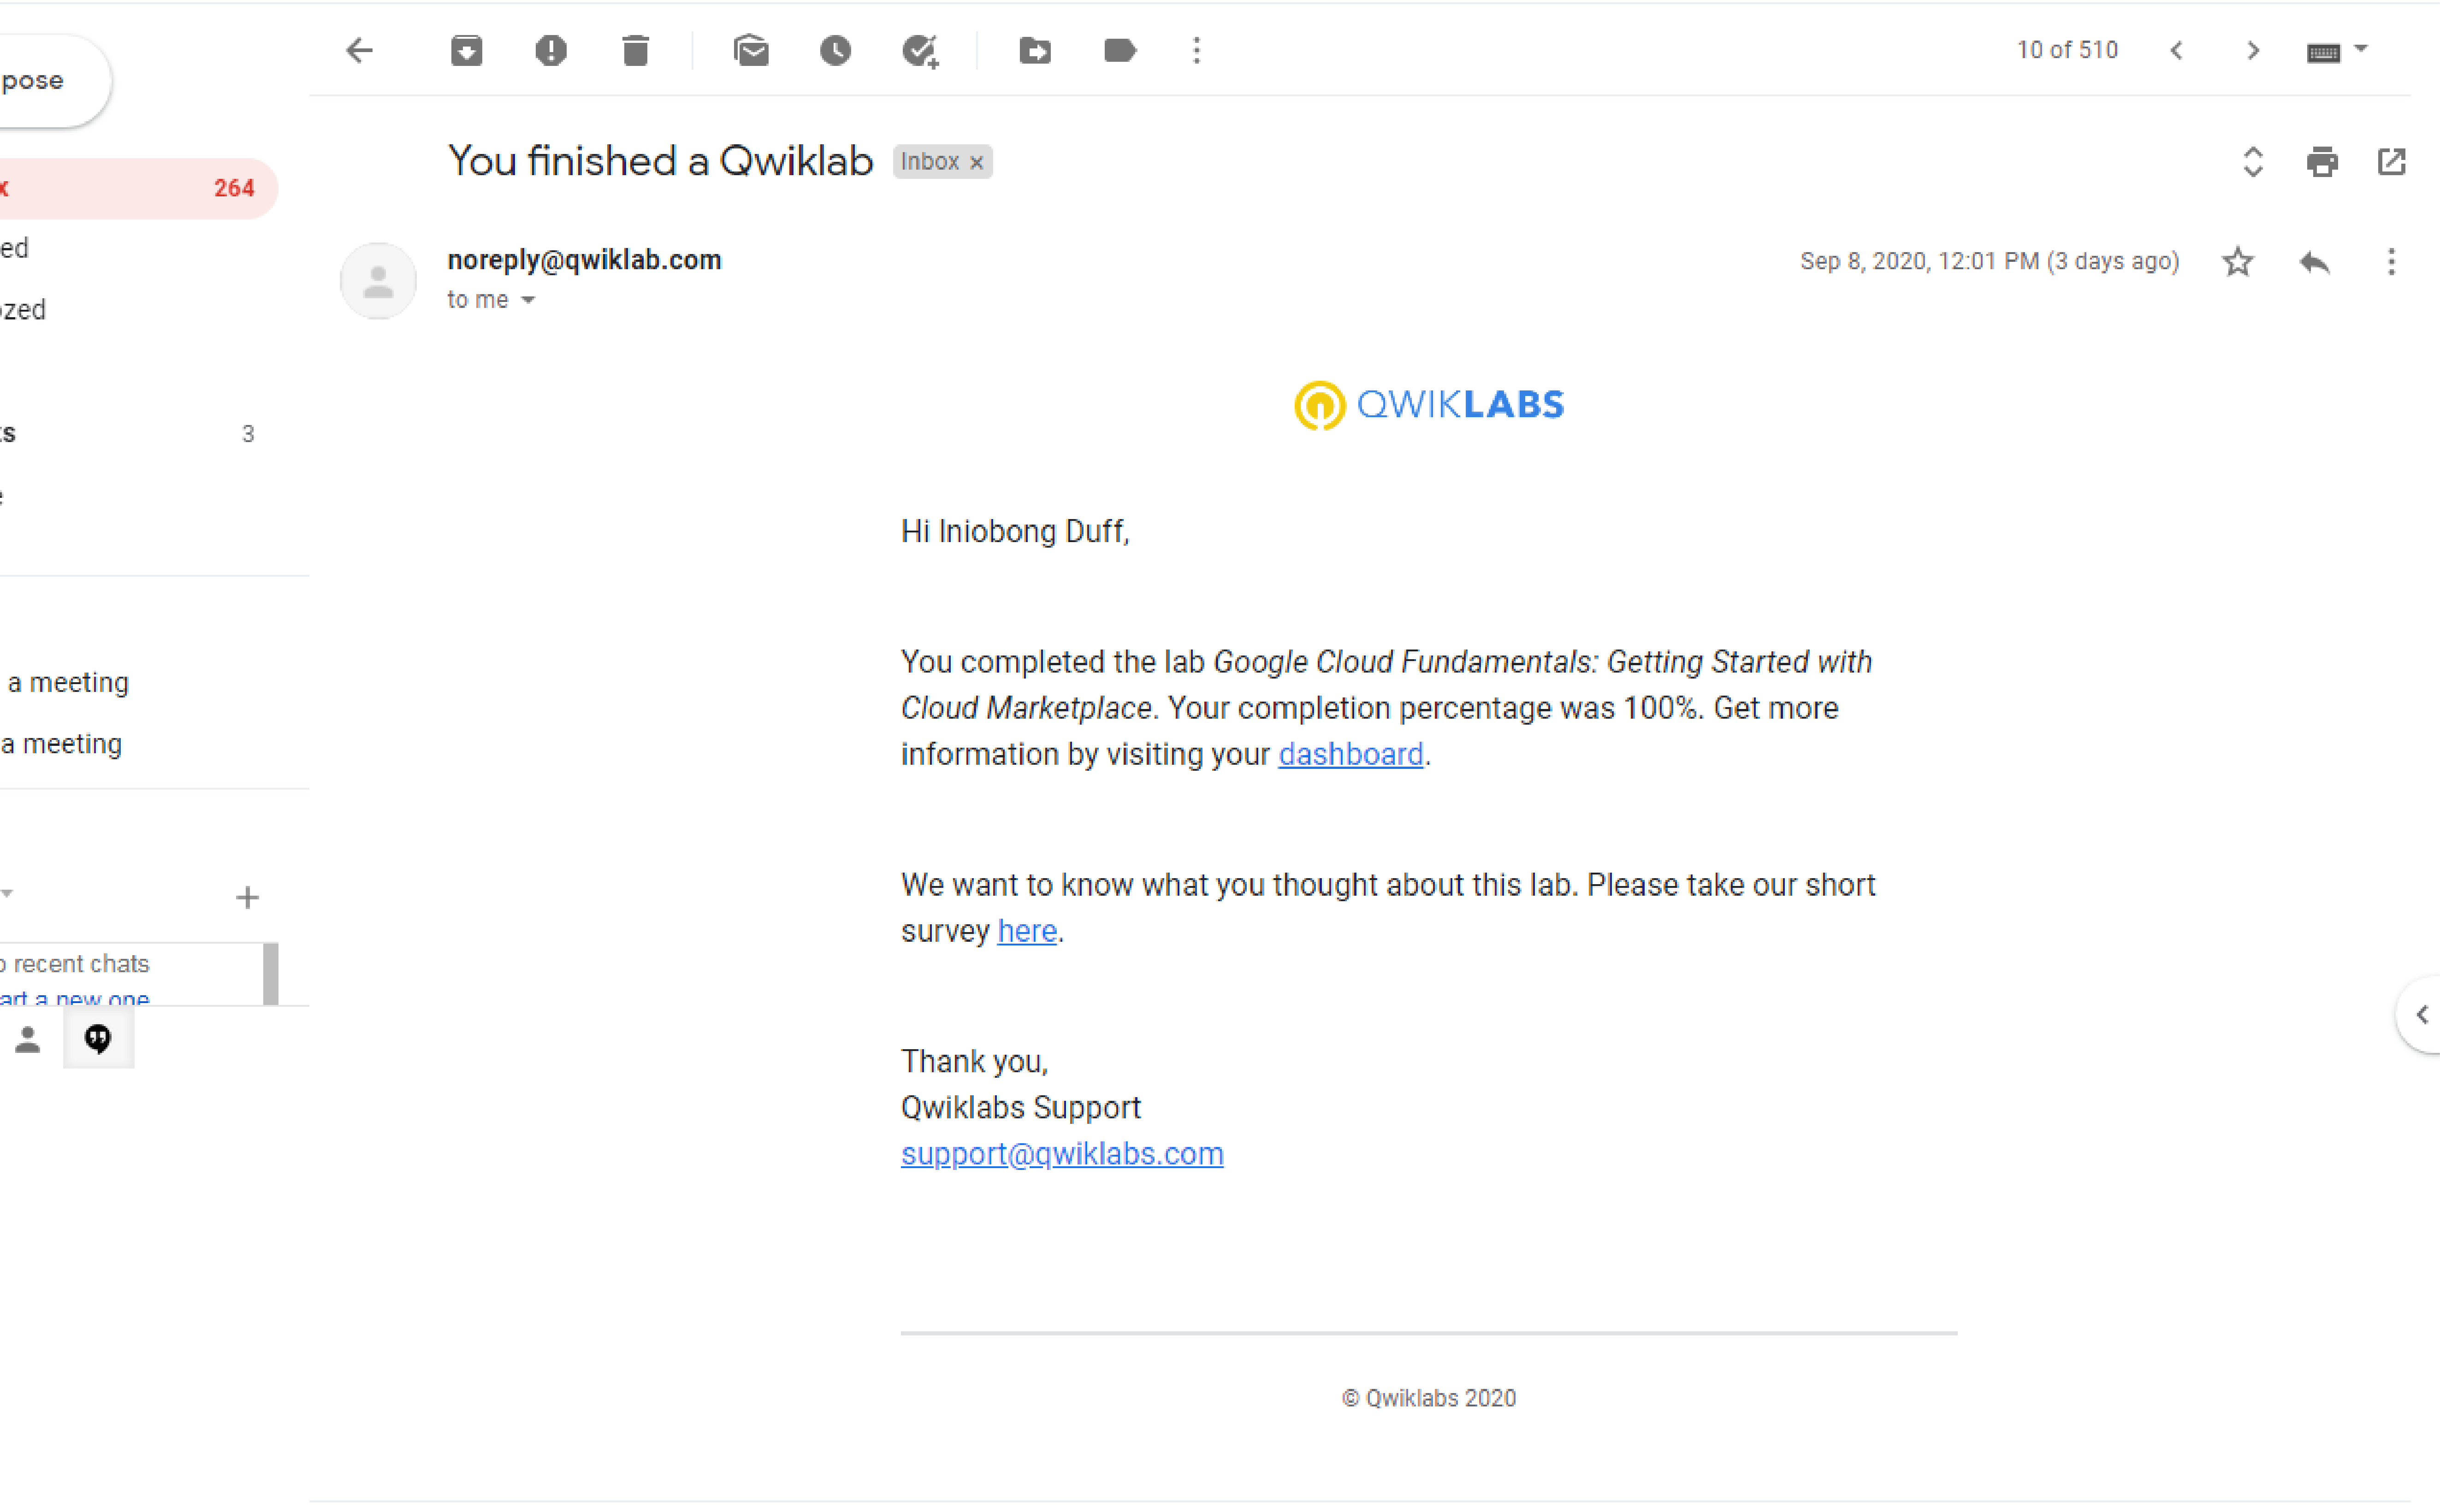 pose
10 of 510
You finished a Qwiklab Inbox ×
264
noreply@qwiklab.com
Sep 8, 2020, 12:01 PM (3 days ago)
to me
ed
zed
3
a meeting
a meeting
recent chats
art a new one
QWIKLABS
Hi Iniobong Duff,
You completed the lab Google Cloud Fundamentals: Getting Started with
Cloud Marketplace. Your completion percentage was 100%. Get more
information by visiting your dashboard.
We want to know what you thought about this lab. Please take our short
survey here.
Thank you,
Qwiklabs Support
support@qwiklabs.com
© Qwiklabs 2020